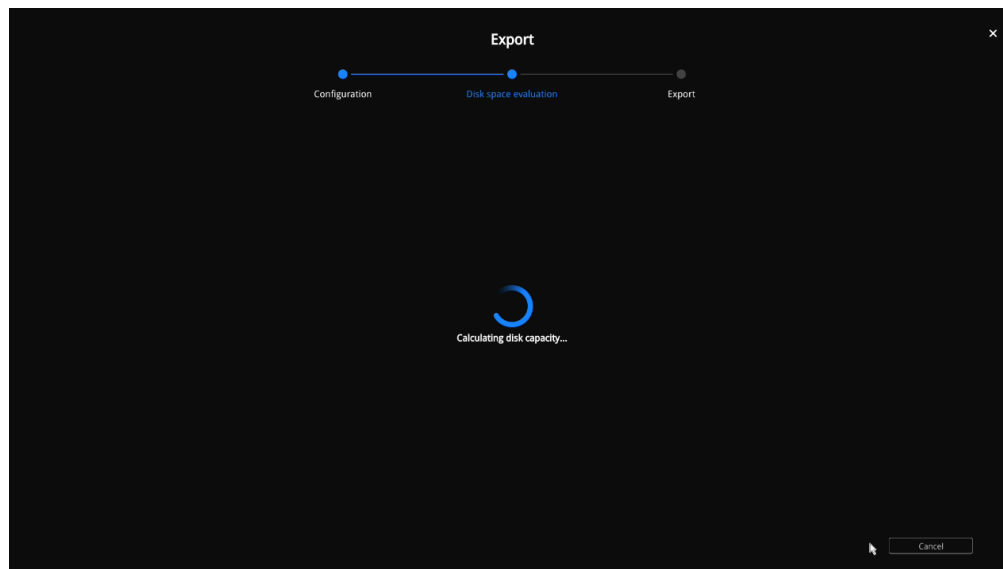 Export
Configuration
Disk space evaluation
Export
Calculating disk capacity...
Cancel